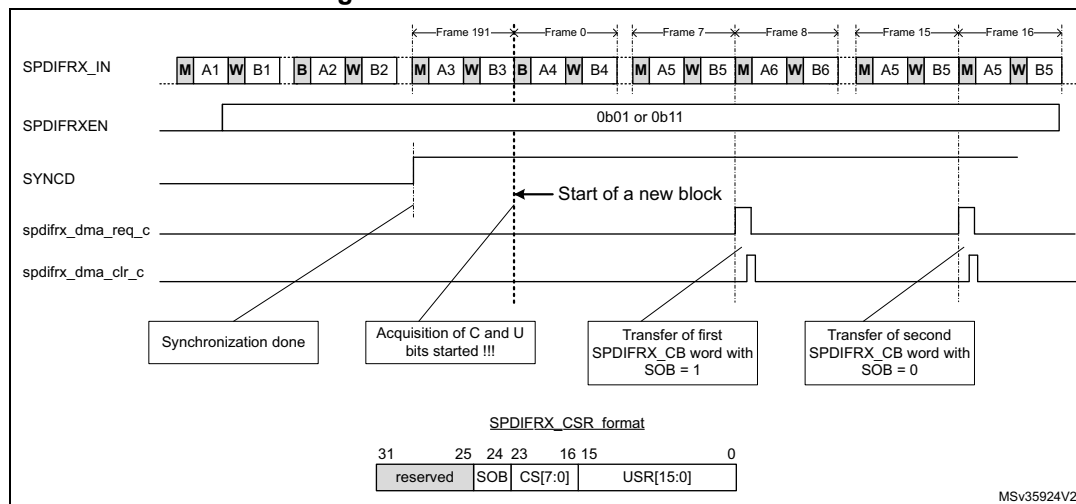 Frame 191 Frame 0 Frame 7 Frame 8 Frame 15 Frame 16
SPDIFRX_IN M A1 W B1 B A2 W B2 M A3 W B3 B A4 W B4 M A5 W B5 M A6 W B6 M A5 W B5 M A5 W B5
SPDIFRXEN 0b01 or 0b11
SYNCD
Start of a new block
spdifrx_dma_req_c
spdifrx_dma_clr_c
Synchronization done
Acquisition of C and U
bits started !!!
Transfer of first
SPDIFRX_CB word with
SOB = 1
Transfer of second
SPDIFRX_CB word with
SOB = 0
SPDIFRX_CSR format
31 25 24 23 16 15 0
reserved SOB CS[7:0] USR[15:0]
MSv35924V2